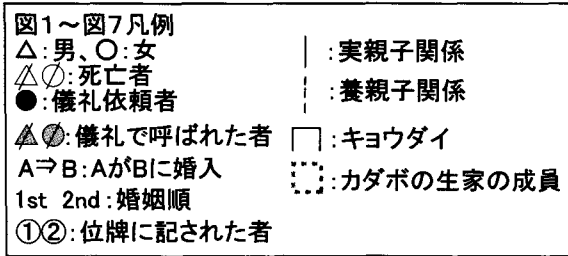 図1～図7凡例
△:男、○:女
:死亡者
●:儀礼依頼者
:儀礼で呼ばれた者
A⇒B:AがBに婚入
1st 2nd:婚姻順
①②:位牌に記された者
:実親子関係
:養親子関係
:キョウダイ
:カダボの生家の成員